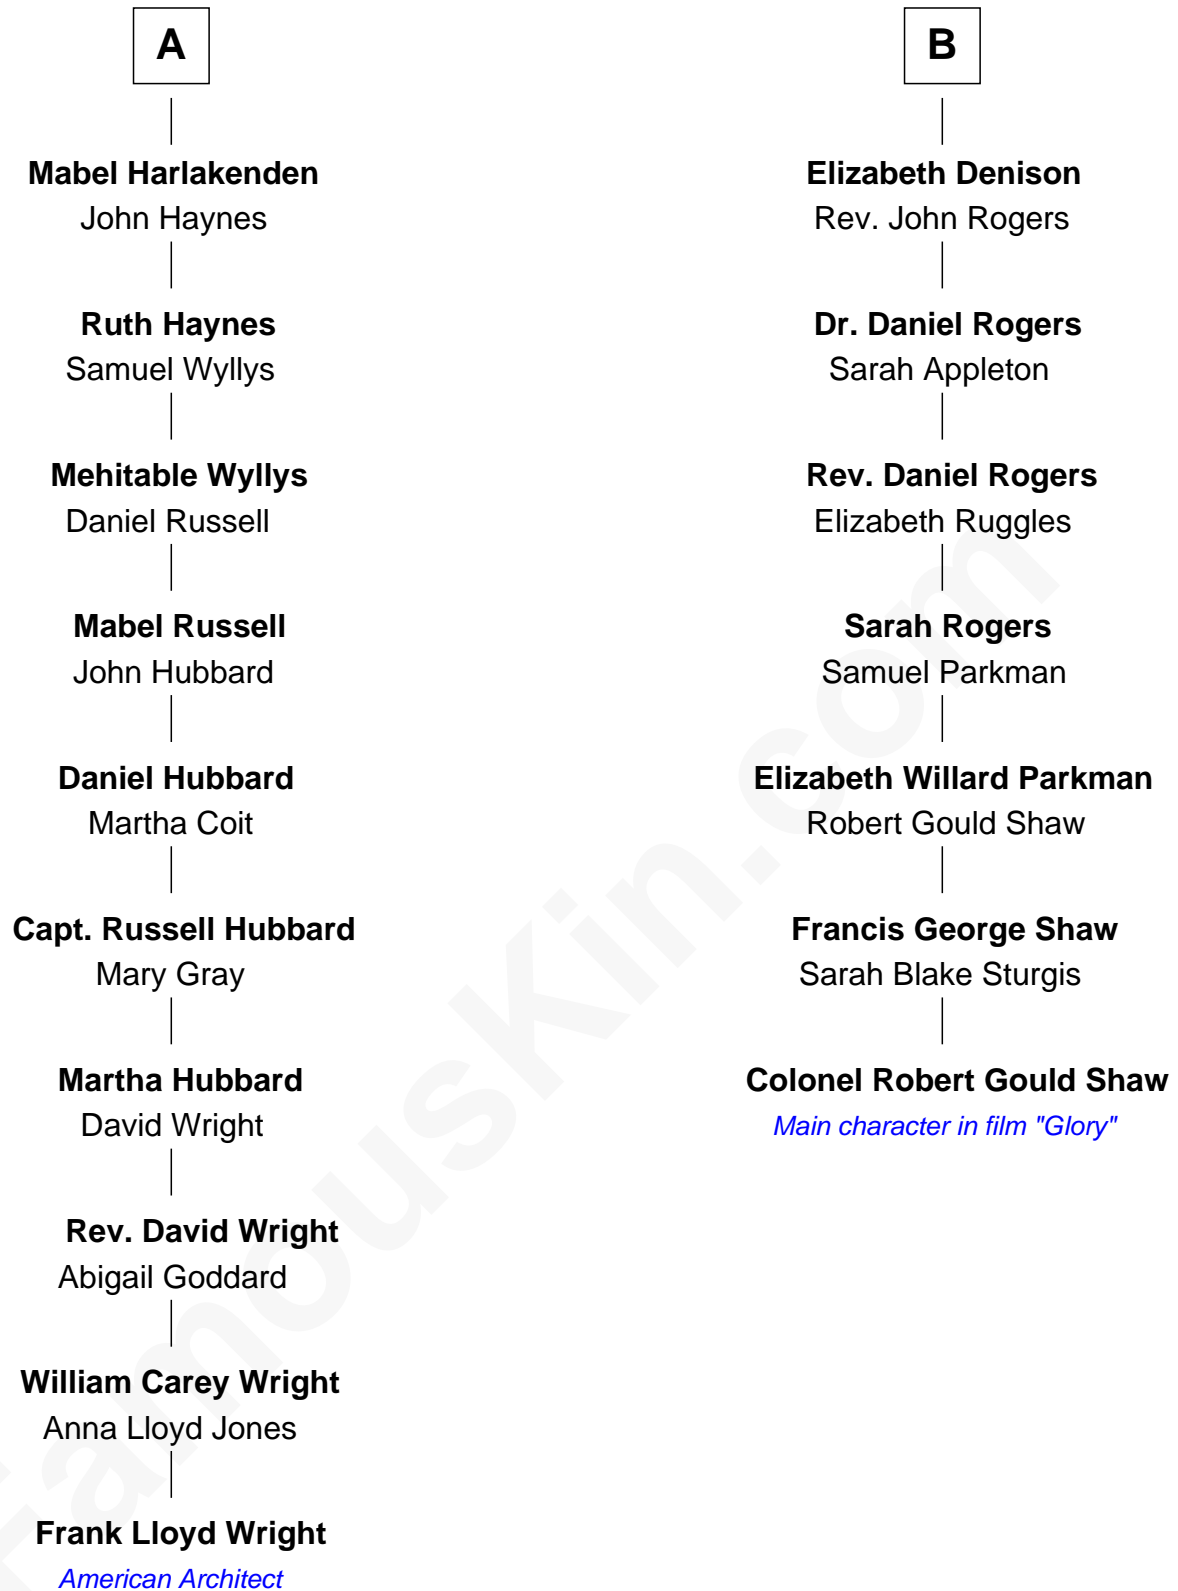 A
Mabel Harlakenden
John Haynes
Ruth Haynes
Samuel Wyllys
Mehitable Wyllys
Daniel Russell
Mabel Russell
John Hubbard
Daniel Hubbard
Martha Coit
Capt. Russell Hubbard
Mary Gray
Martha Hubbard
David Wright
Rev. David Wright
Abigail Goddard
William Carey Wright
Anna Lloyd Jones
Frank Lloyd Wright
American Architect
B
Elizabeth Denison
Rev. John Rogers
Dr. Daniel Rogers
Sarah Appleton
Rev. Daniel Rogers
Elizabeth Ruggles
Sarah Rogers
Samuel Parkman
Elizabeth Willard Parkman
Robert Gould Shaw
Francis George Shaw
Sarah Blake Sturgis
Colonel Robert Gould Shaw
Main character in film "Glory"
FamousKin.com